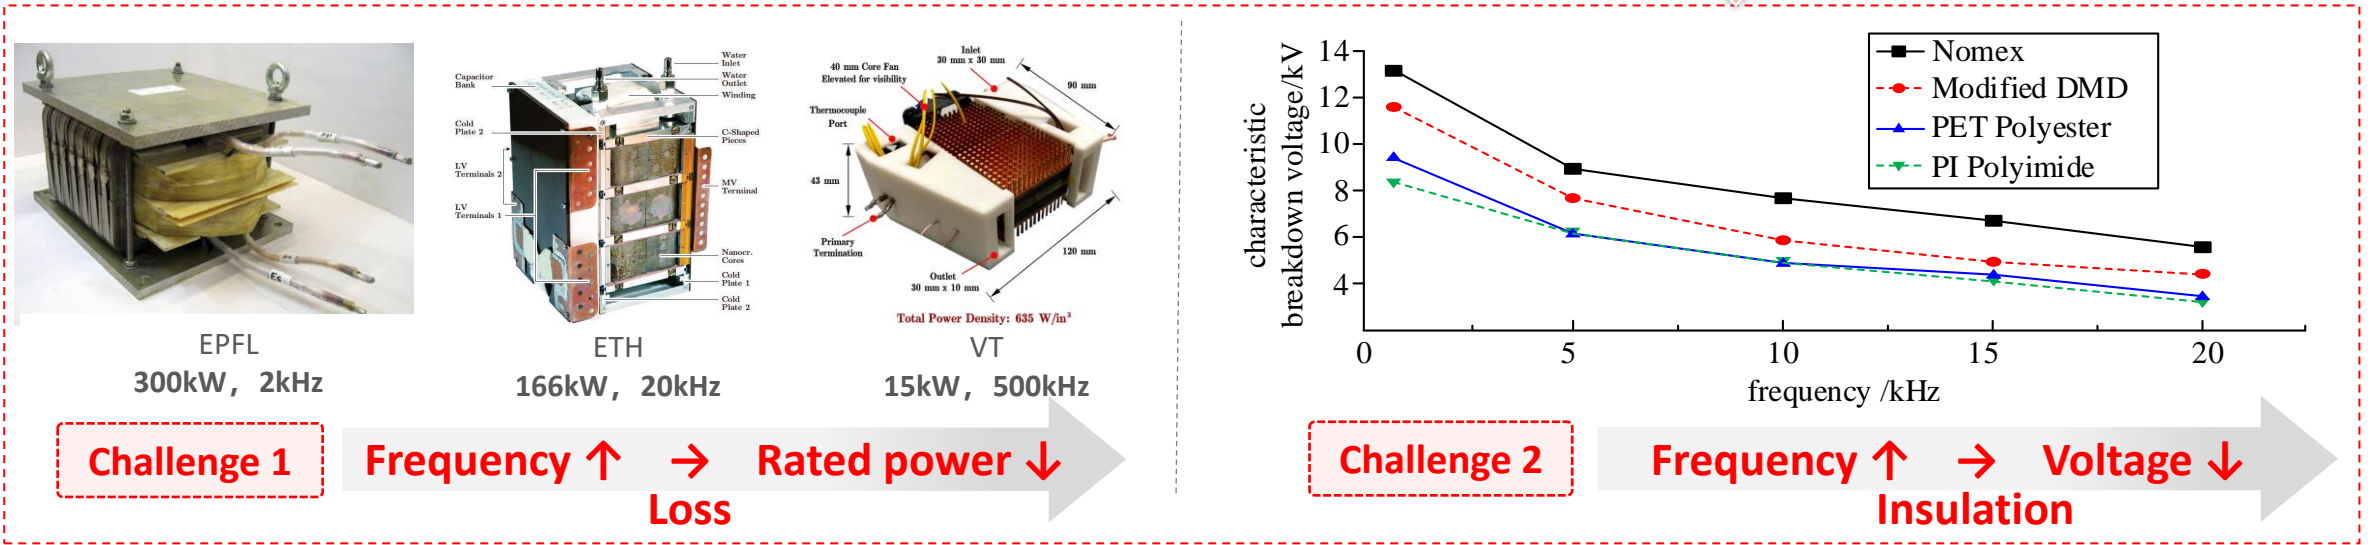 Water
Inlet
Water
Outlet
Winding
Capacitor
Bank
Cold
Plate 2
C-Shaped
Pieces
LV
Terminals 2
MV
Terminal
LV
Terminals 1
Nanocr.
Cores
Cold
Plate 1
Cold
Plate 2
Inlet
30 mm x 30 mm
40 mm Core Fan
Elevated for visibility
90 mm
Thermocouple
Port
43 mm
Primary
Termination
120 mm
Outlet
30 mm x 10 mm
Total Power Density: 635 W/in³
EPFL
300kW, 2kHz
ETH
166kW, 20kHz
VT
15kW, 500kHz
Challenge 1
Frequency ↑ → Rated power ↓
Loss
characteristic
breakdown voltage/kV
14
12
10
8
6
4
0 5 10 15 20
frequency /kHz
Nomex
Modified DMD
PET Polyester
PI Polyimide
Challenge 2
Frequency ↑ → Voltage ↓
Insulation